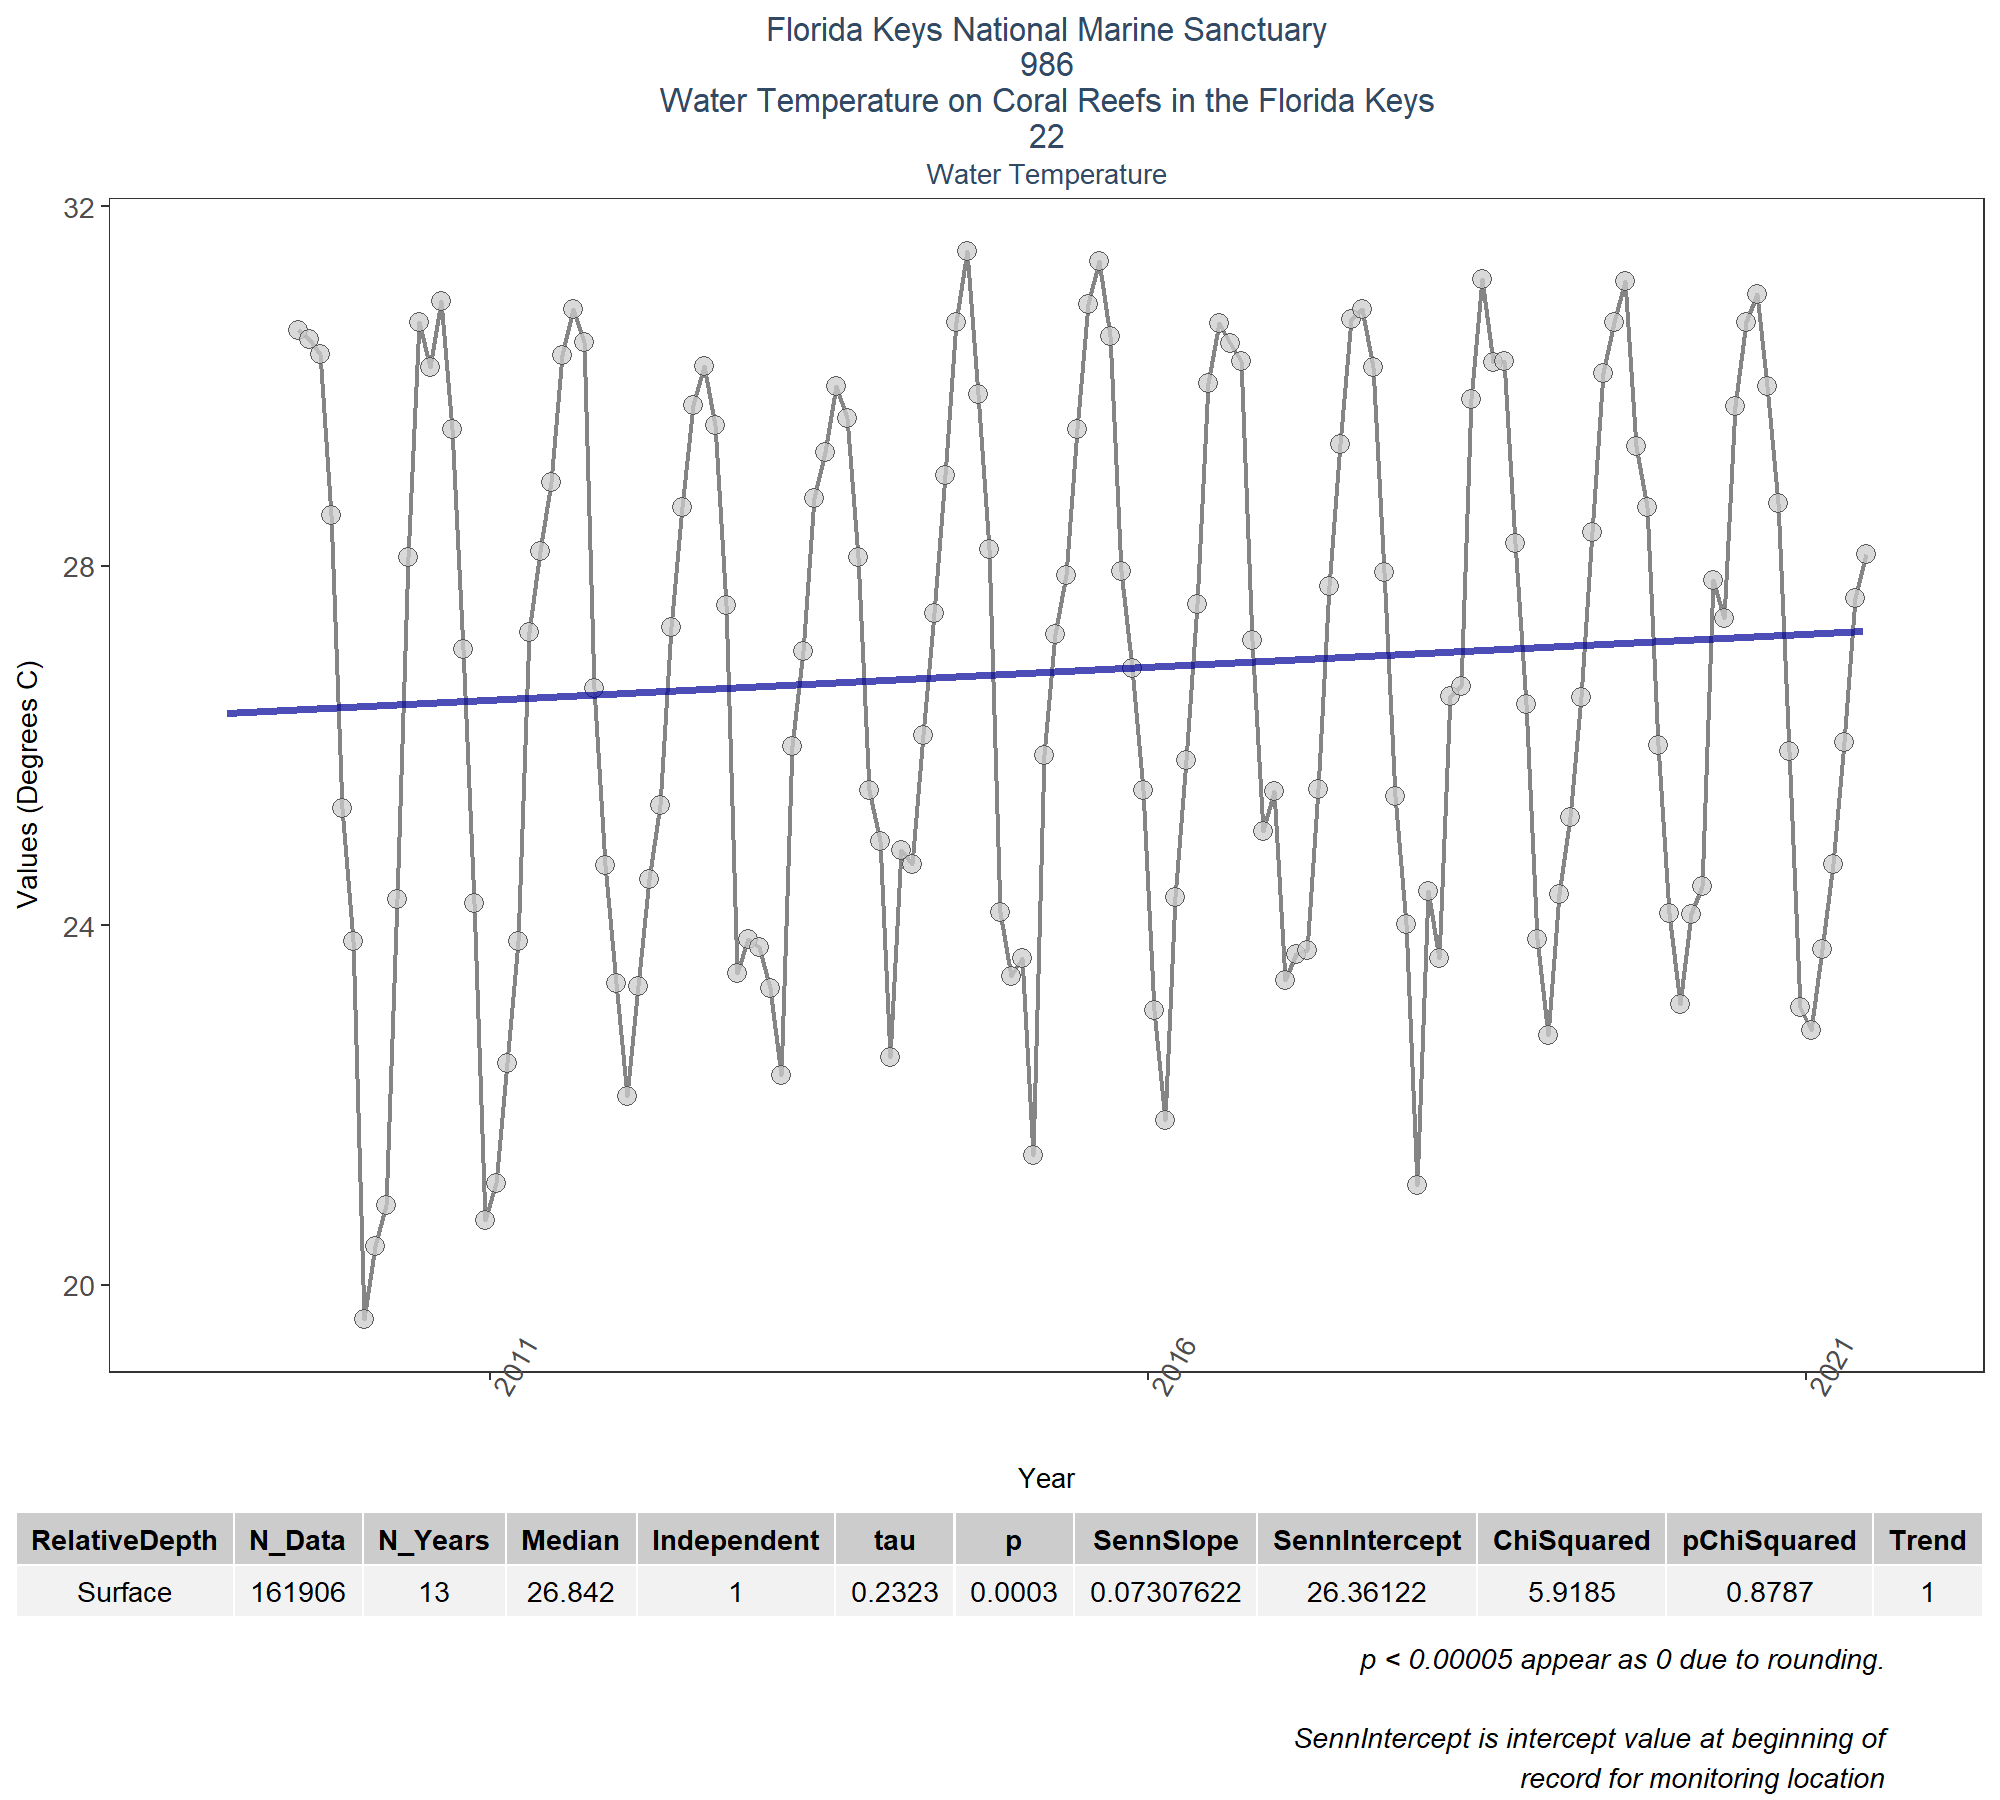 Florida Keys National Marine Sanctuary
986
Water Temperature on Coral Reefs in the Florida Keys
22
Water Temperature
32
28
24
20
Values (Degrees C)
2011 2016 2021
Year
RelativeDepth N_Data N_Years Median Independent tau p SennSlope SennIntercept ChiSquared pChiSquared Trend
Surface 161906 13 26.842 1 0.2323 0.0003 0.07307622 26.36122 5.9185 0.8787 1
p < 0.00005 appear as 0 due to rounding.
SennIntercept is intercept value at beginning of
record for monitoring location